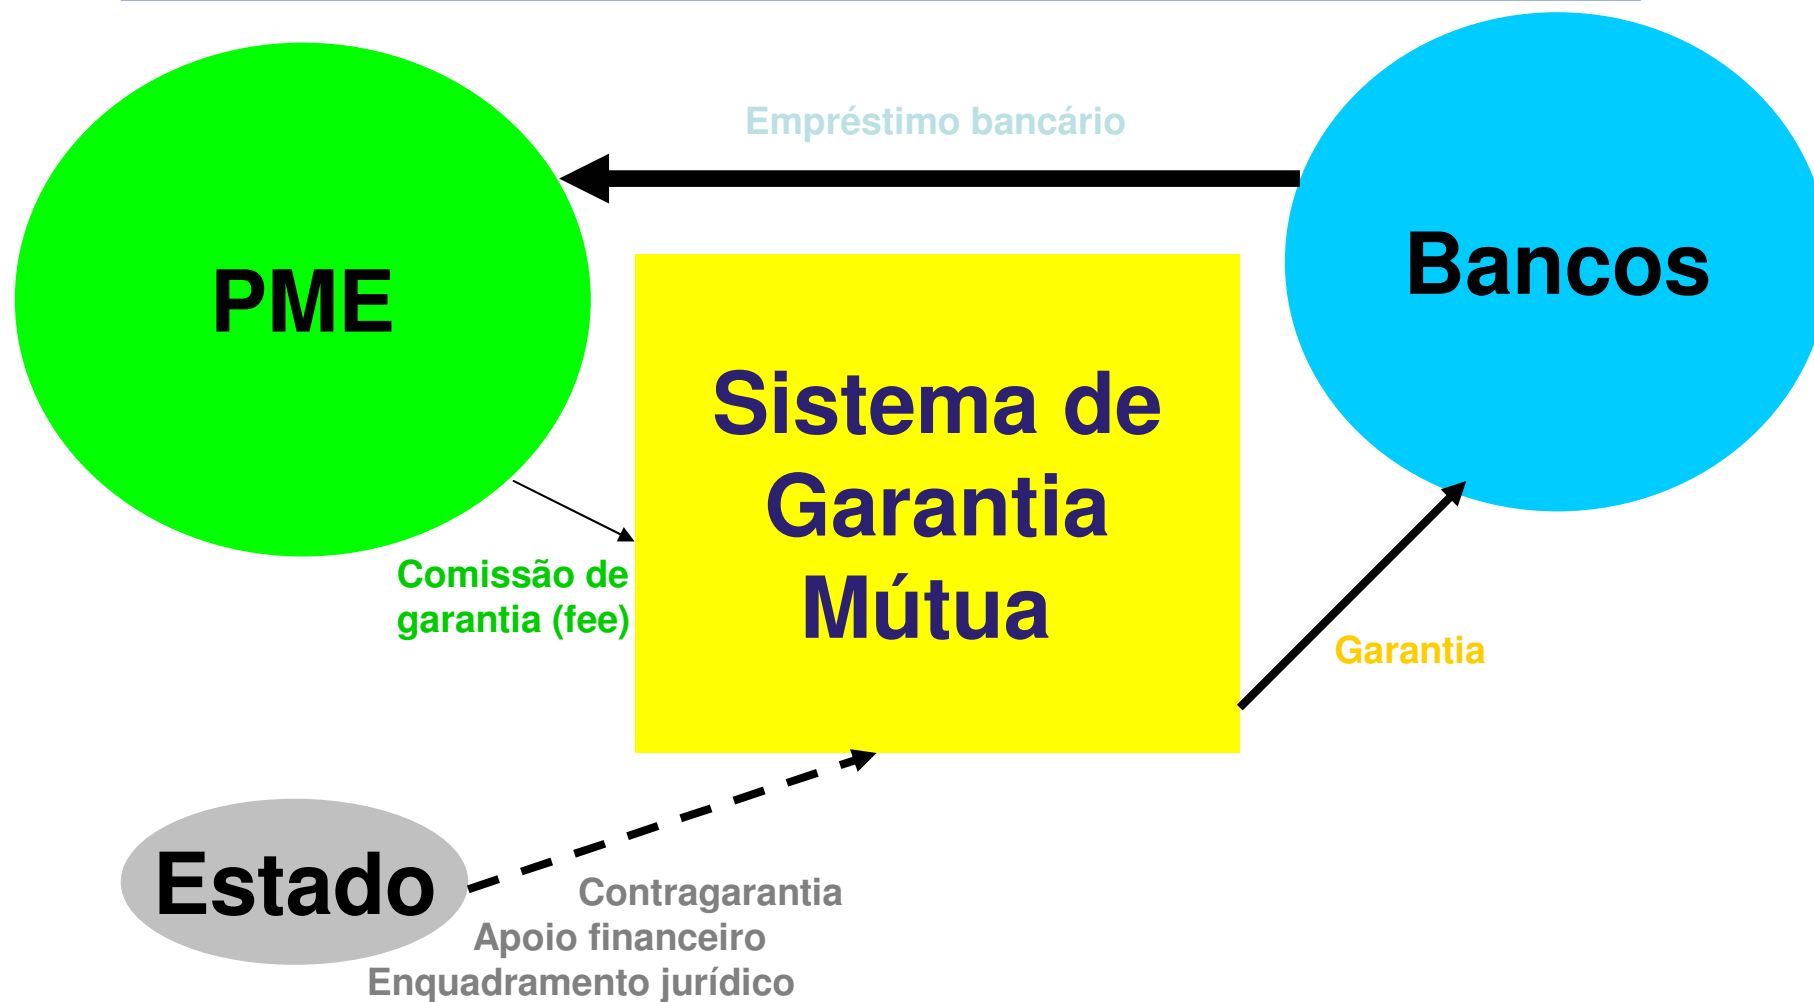 Empréstimo bancário
PME
Bancos
Sistema de
Garantia
Mútua
Comissão de
garantia (fee)
Garantia
Estado
Contragarantia
Apoio financeiro
Enquadramento jurídico